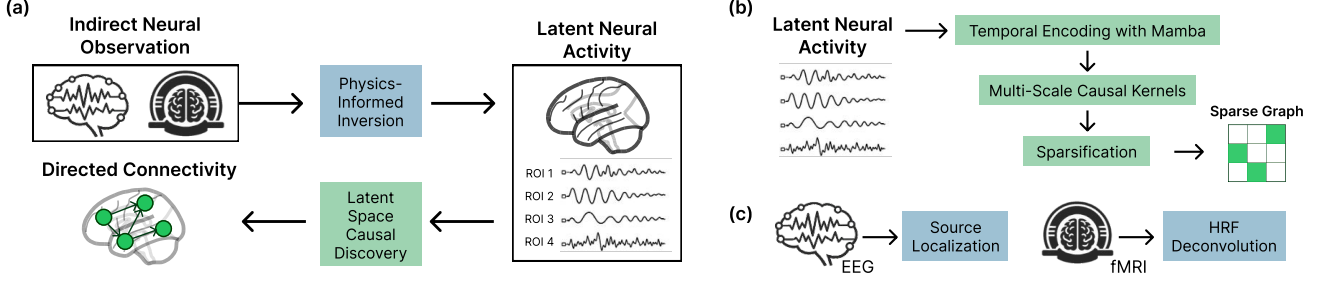 (a)
Indirect Neural
Observation
Physics-
Informed
Inversion
Latent Neural
Activity
ROI 1
ROI 2
ROI 3
ROI 4
Latent
Space
Causal
Discovery
Directed Connectivity
(b)
Latent Neural
Activity
Temporal Encoding with Mamba
Multi-Scale Causal Kernels
Sparsification
Sparse Graph
(c)
EEG
Source
Localization
fMRI
HRF
Deconvolution